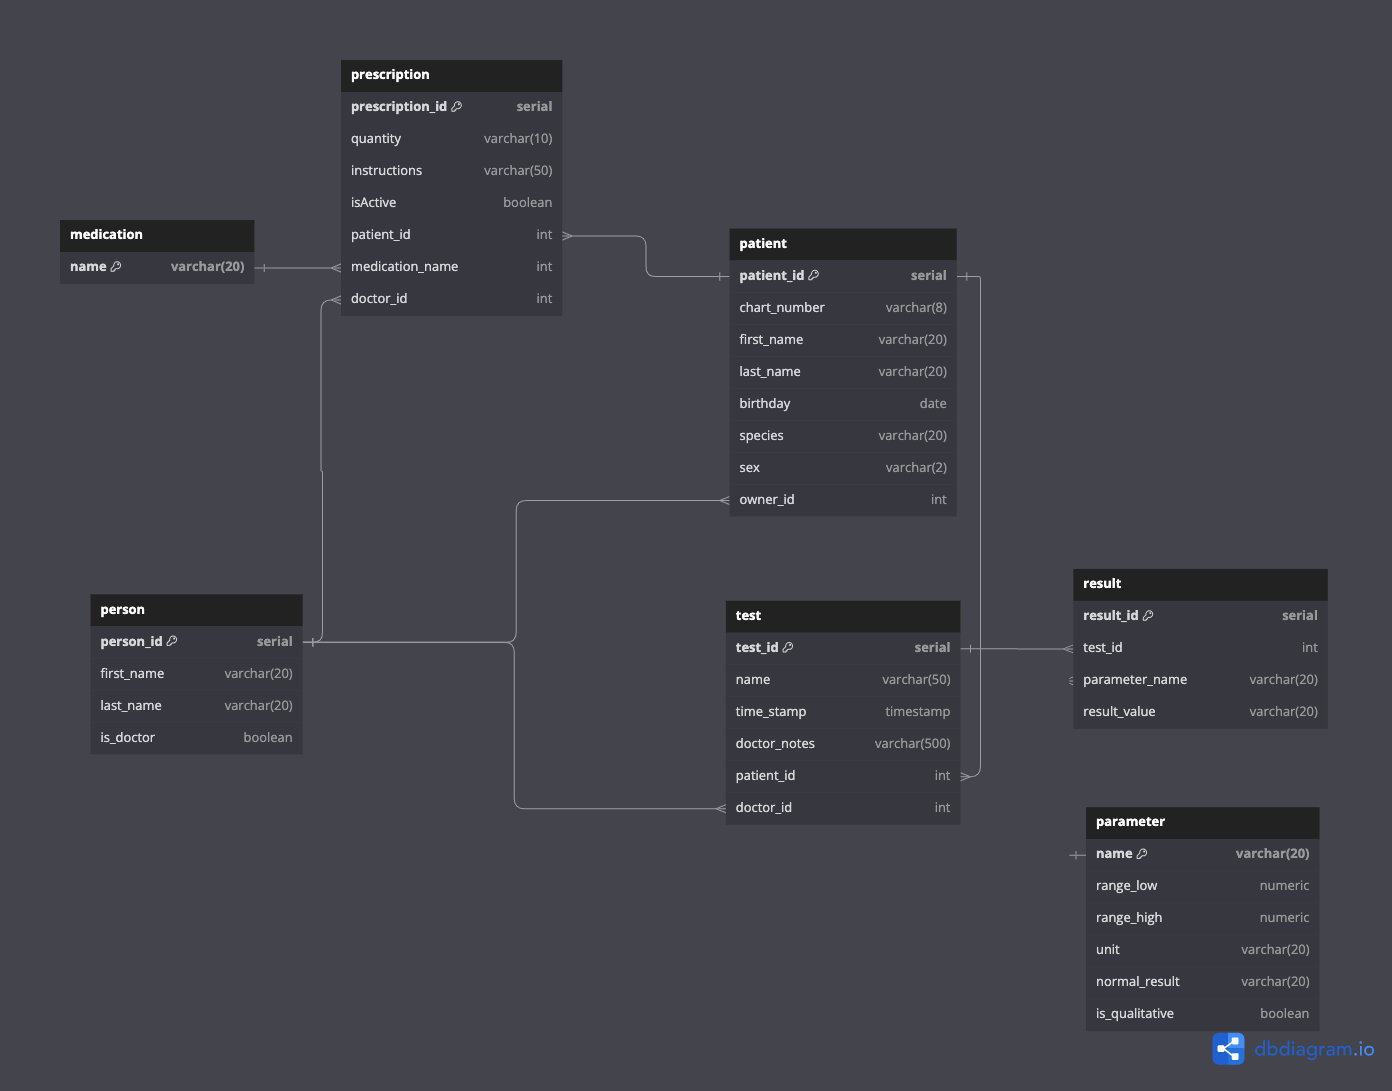 prescription
prescription_id serial
quantity varchar(10)
instructions varchar(50)
isActive boolean
patient_id int
medication_name int
doctor_id int
medication
name varchar(20)
patient
patient_id serial
chart_number varchar(8)
first_name varchar(20)
last_name varchar(20)
birthday date
species varchar(20)
sex varchar(2)
owner_id int
person
person_id serial
first_name varchar(20)
last_name varchar(20)
is_doctor boolean
test
test_id serial
name varchar(50)
time_stamp timestamp
doctor_notes varchar(500)
patient_id int
doctor_id int
result
result_id serial
test_id int
parameter_name varchar(20)
result_value varchar(20)
parameter
name varchar(20)
range_low numeric
range_high numeric
unit varchar(20)
normal_result varchar(20)
is_qualitative boolean
dbdiagram.io